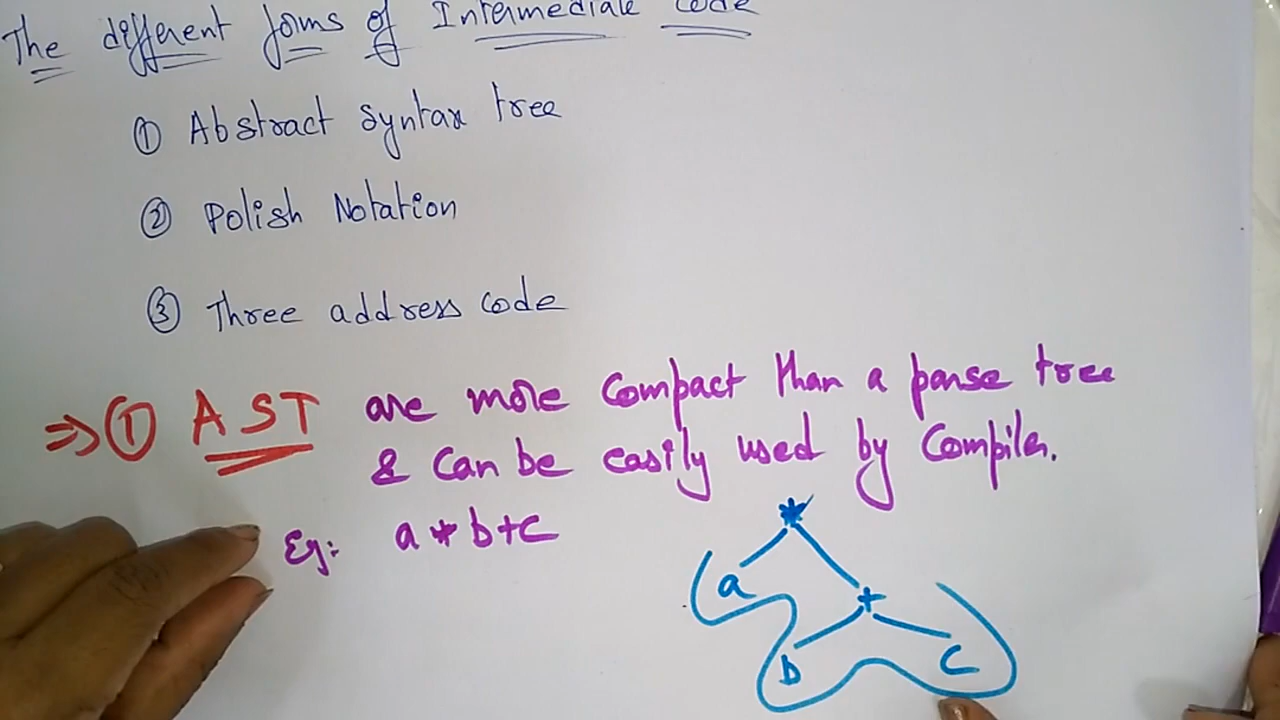 The different forms of Intermediate code
① Abstract Syntax tree
② Polish Notation
③ Three address code
⇒ ① AST are more Compact than a parse tree
& can be easily used by Compiler.
Eg:- a * b+c
*
a
+
b
c